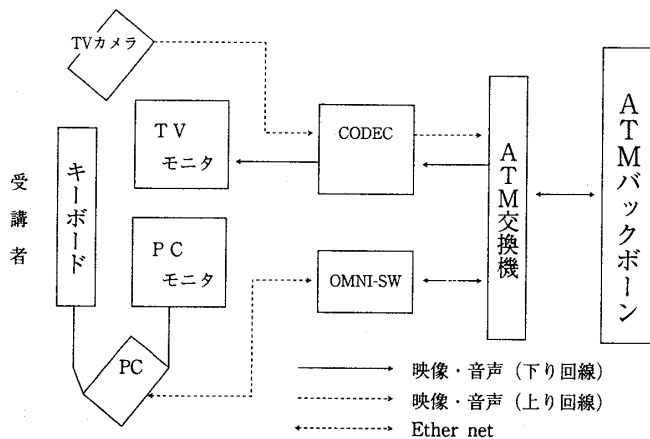 TVカメラ
TV
モニタ
CODEC
ATM交換機
ATMバックボーン
受講者
キーボード
PC
モニタ
OMNI-SW
PC
映像・音声（下り回線）
映像・音声（上り回線）
Ether net